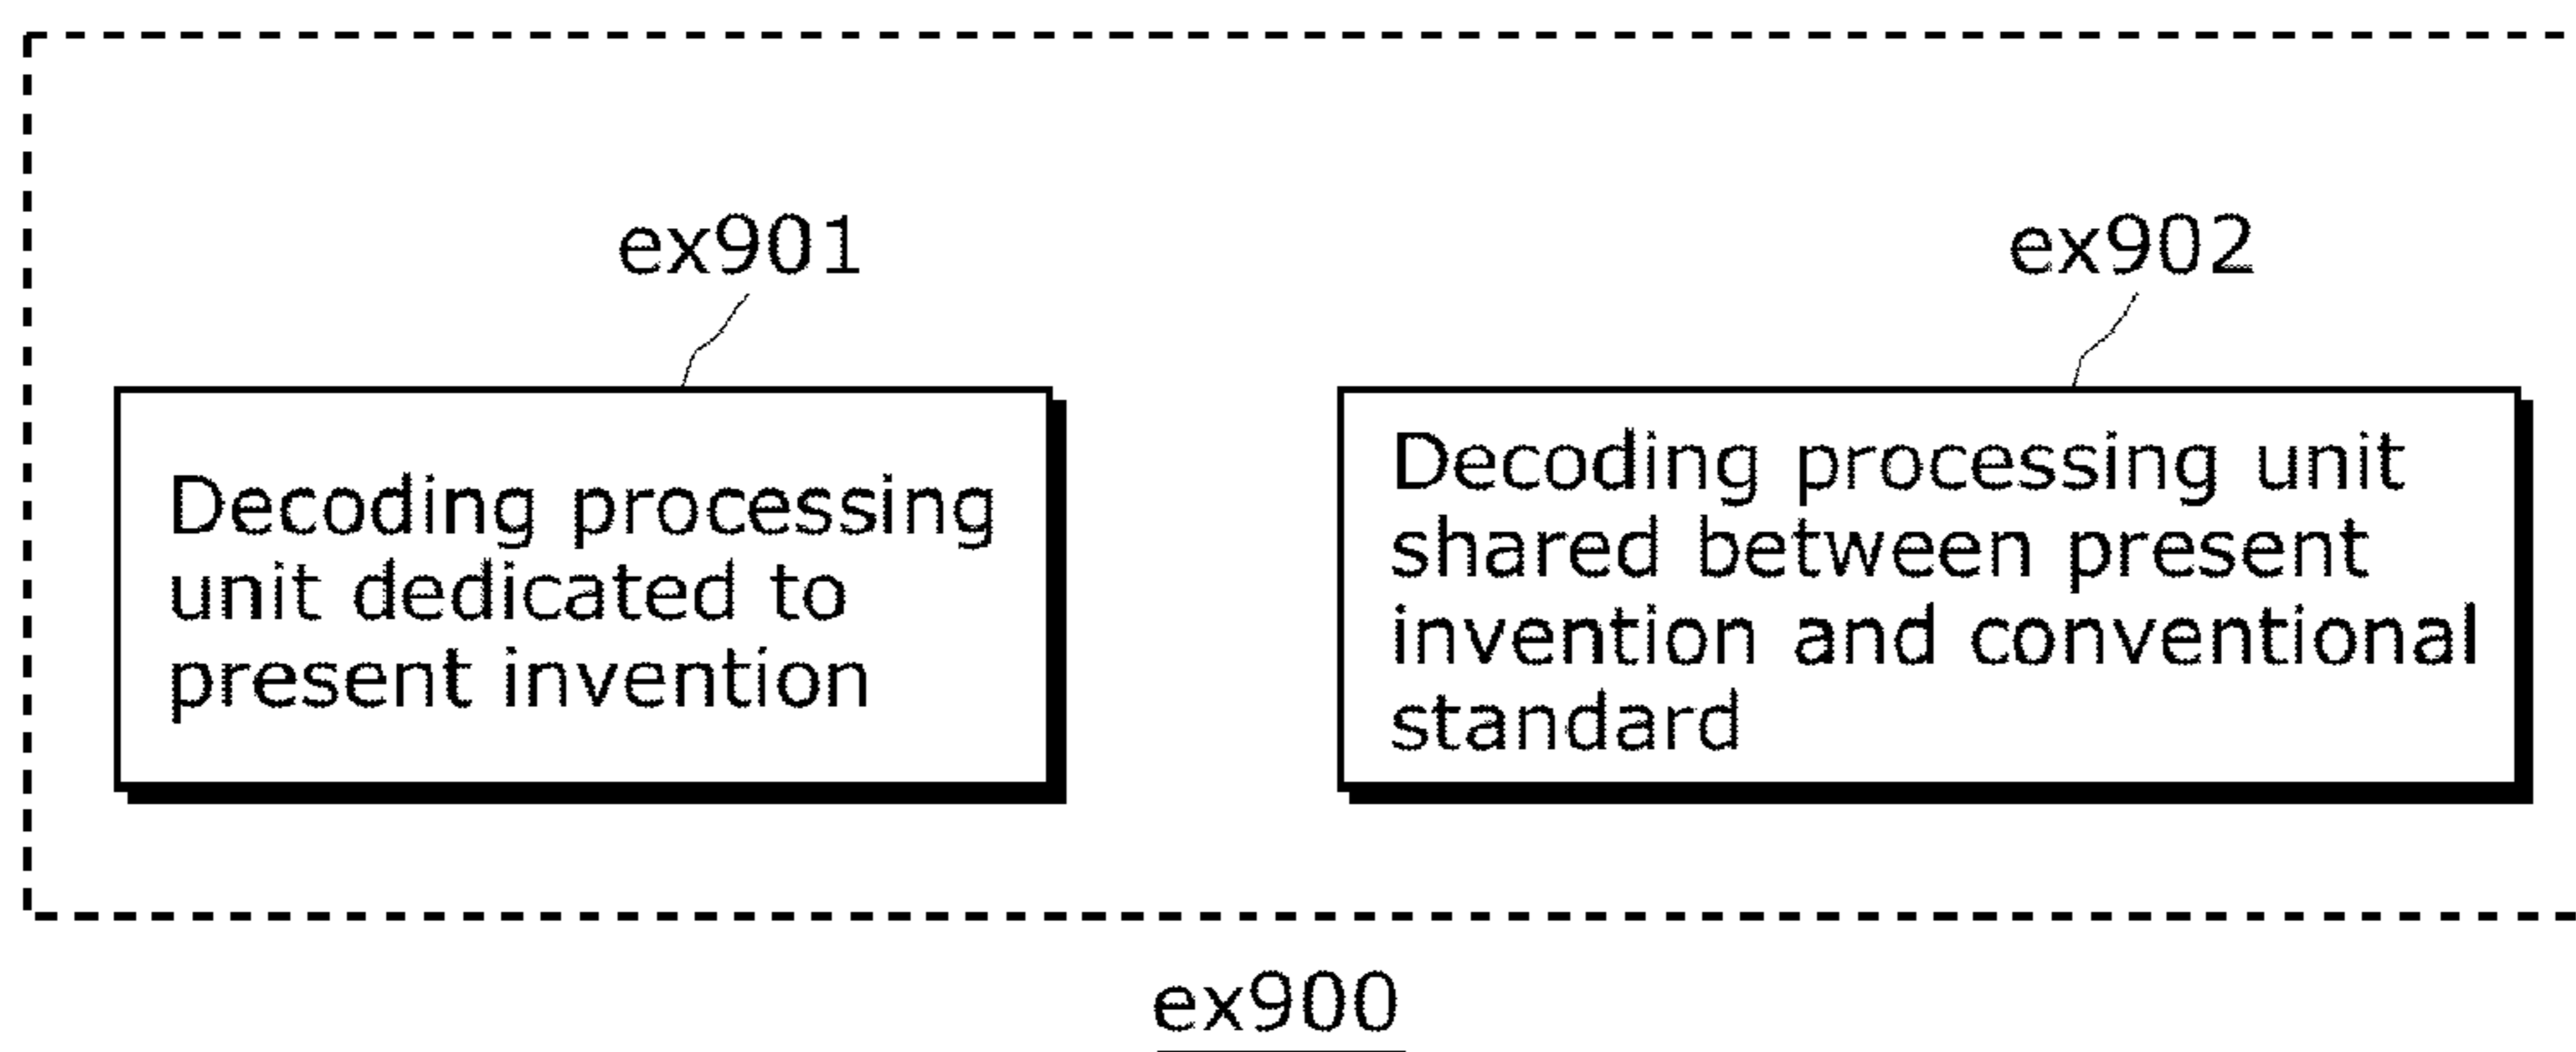 ex901
Decoding processing
unit dedicated to
present invention
ex902
Decoding processing unit
shared between present
invention and conventional
standard
ex900